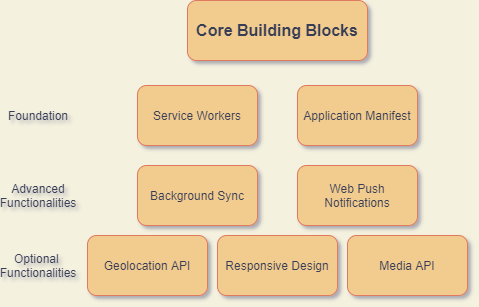 Core Building Blocks
Foundation
Service Workers
Application Manifest
Advanced
Functionalities
Background Sync
Web Push
Notifications
Optional
Functionalities
Geolocation API
Responsive Design
Media API